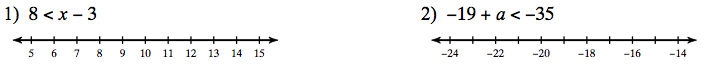 1) 8 < x – 3
5 6 7 8 9 10 11 12 13 14 15
2) –19 + a < –35
–24 –22 –20 –18 –16 –14